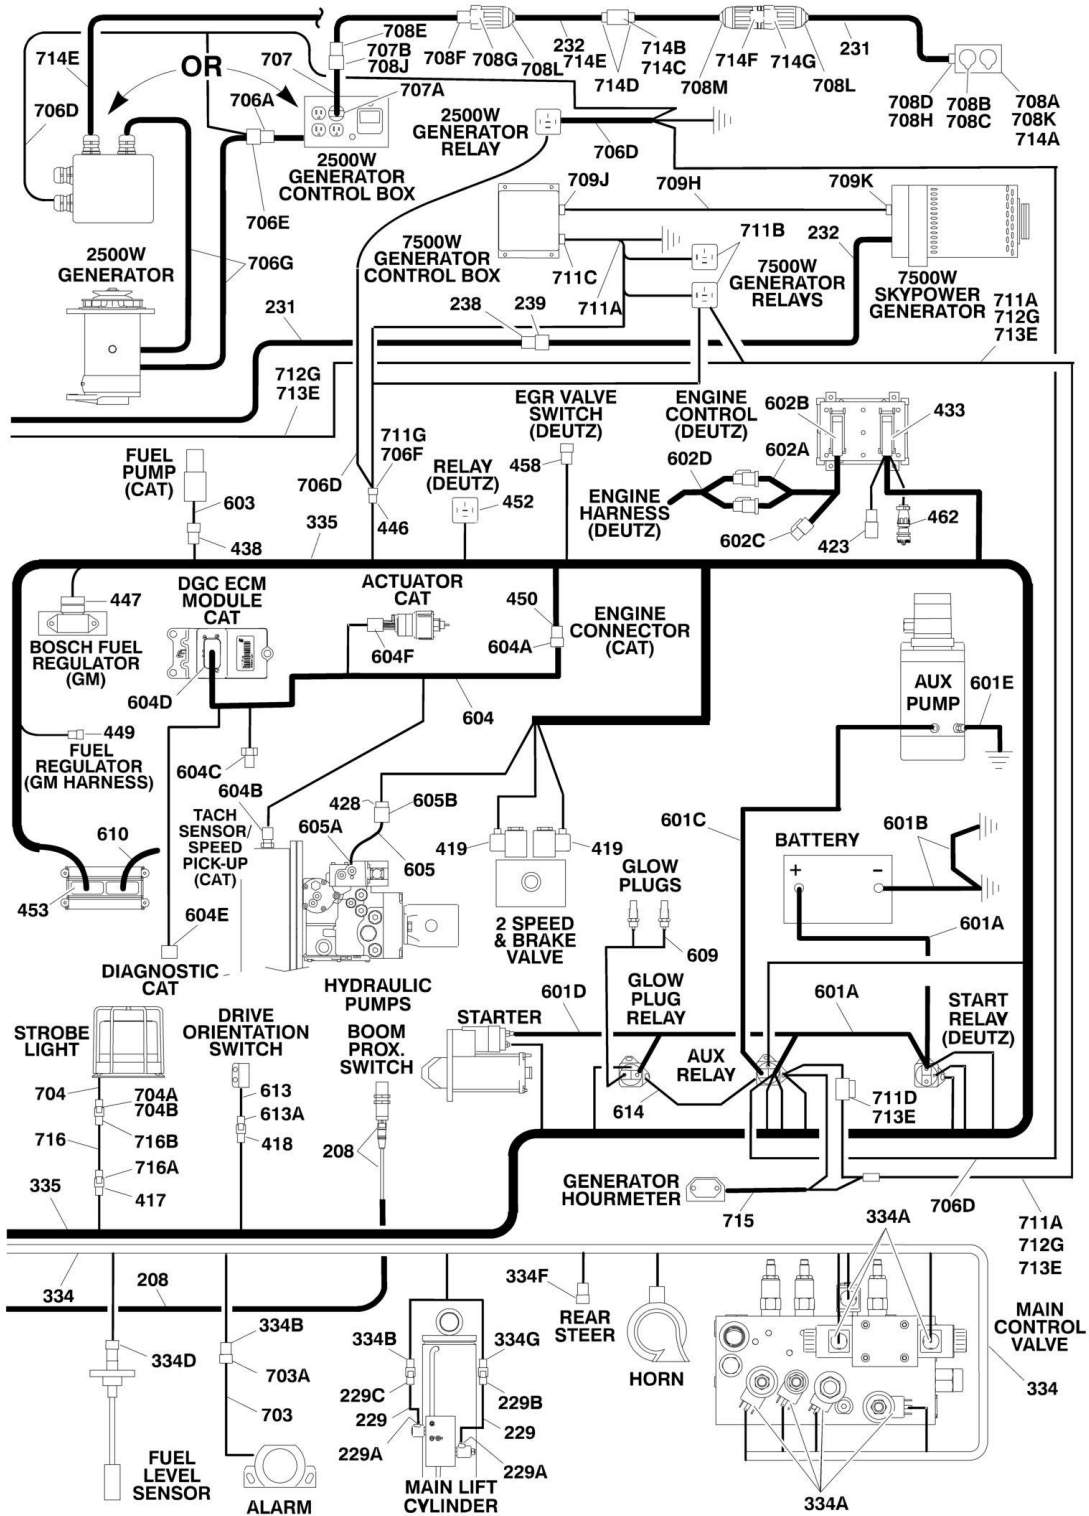 714E
706D
OR
707
706A
708E
707B
708J
707A
708F
708G
708L
232
714E
714D
714B
714C
708M
714F
714G
708L
231
708D
708H
708B
708C
708A
708K
714A
2500W
GENERATOR
RELAY
706D
2500W
GENERATOR
CONTROL BOX
706E
709J
709H
709K
232
2500W
GENERATOR
706G
7500W
GENERATOR
CONTROL BOX
711C
711A
711B
7500W
GENERATOR
RELAYS
7500W
SKYPOWER
GENERATOR
711A
712G
713E
231
238
239
712G
713E
EGR VALVE
SWITCH
(DEUTZ)
ENGINE
CONTROL
(DEUTZ)
602B
433
FUEL
PUMP
(CAT)
706D
711G
706F
RELAY
(DEUTZ)
458
602D
602A
603
335
446
452
ENGINE
HARNESS
(DEUTZ)
602C
423
462
438
447
DGC ECM
MODULE
CAT
ACTUATOR
CAT
450
ENGINE
CONNECTOR
(CAT)
604A
604F
BOSCH FUEL
REGULATOR
(GM)
604D
604
AUX
PUMP
601E
449
FUEL
REGULATOR
(GM HARNESS)
604C
604B
428
605B
TACH
SENSOR/
SPEED
PICK-UP
(CAT)
605A
601C
601B
610
605
419
419
BATTERY
+
-
GLOW
PLUGS
453
604E
2 SPEED
& BRAKE
VALVE
601A
609
DIAGNOSTIC
CAT
HYDRAULIC
PUMPS
GLOW
PLUG
RELAY
601D
601A
START
RELAY
(DEUTZ)
STROBE
LIGHT
DRIVE
ORIENTATION
SWITCH
BOOM
PROX.
SWITCH
STARTER
AUX
RELAY
704
704A
704B
613
613A
614
711D
713E
716
716B
418
208
716A
417
335
GENERATOR
HOURMETER
715
706D
711A
712G
713E
334A
334
208
334F
334B
334D
334B
334G
REAR
STEER
MAIN
CONTROL
VALVE
703A
229C
229B
HORN
334
703
229
229
229A
229A
FUEL
LEVEL
SENSOR
ALARM
MAIN LIFT
CYLINDER
334A